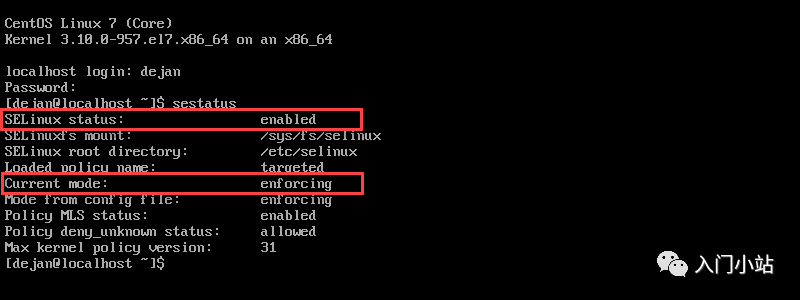 CentOS Linux 7 (Core)
Kernel 3.10.0-957.el7.x86_64 on an x86_64
localhost login: dejan
Password:
[dejan@localhost ~]$ sestatus
SELinux status:                 enabled
SELinuxfs mount:                /sys/fs/selinux
SELinux root directory:         /etc/selinux
Loaded policy name:             targeted
Current mode:                   enforcing
Mode from config file:          enforcing
Policy MLS status:              enabled
Policy deny_unknown status:     allowed
Max kernel policy version:      31
[dejan@localhost ~]$
入门小站